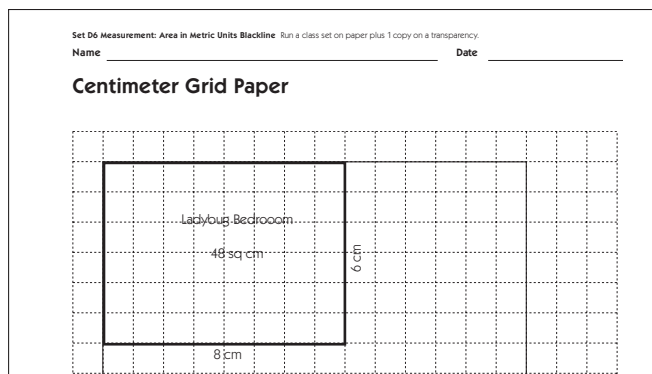 Set D6 Measurement: Area in Metric Units Blackline Run a class set on paper plus 1 copy on a transparency.
Name Date
Centimeter Grid Paper
Ladybug Bedrooom
48 sq cm
6 cm
8 cm